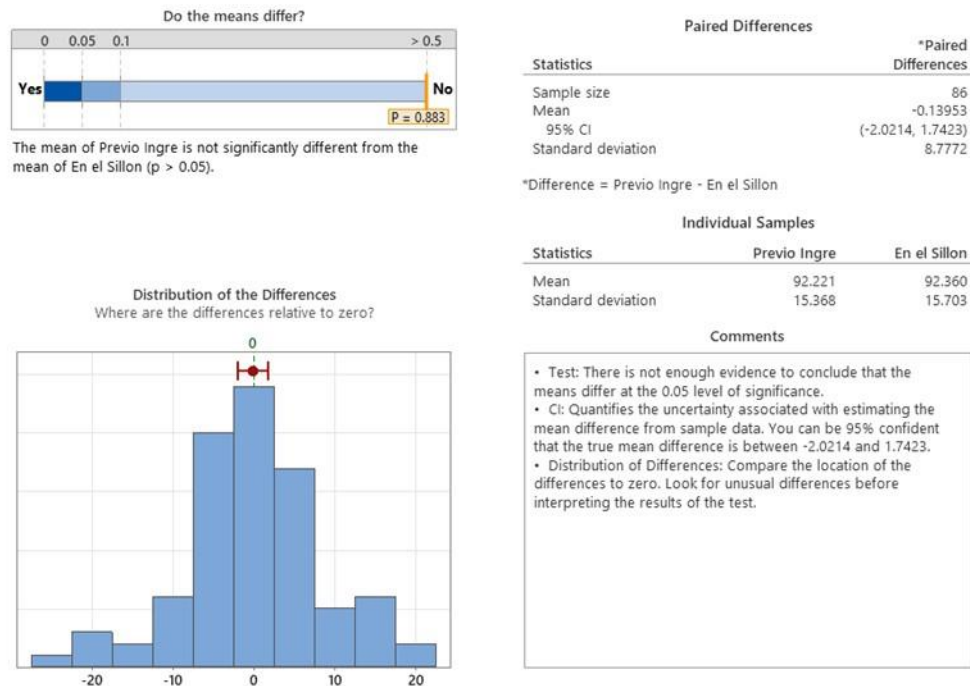 Do the means differ?
0 0.05 0.1 > 0.5
Yes No
P = 0.883
The mean of Previo Ingre is not significantly different from the
mean of En el Sillon (p > 0.05).
Distribution of the Differences
Where are the differences relative to zero?
0
-20 -10 0 10 20
Paired Differences
*Paired
Statistics Differences
Sample size 86
Mean -0.13953
95% CI (-2.0214, 1.7423)
Standard deviation 8.7772
*Difference = Previo Ingre - En el Sillon
Individual Samples
Statistics Previo Ingre En el Sillon
Mean 92.221 92.360
Standard deviation 15.368 15.703
Comments
• Test: There is not enough evidence to conclude that the
means differ at the 0.05 level of significance.
• CI: Quantifies the uncertainty associated with estimating the
mean difference from sample data. You can be 95% confident
that the true mean difference is between -2.0214 and 1.7423.
• Distribution of Differences: Compare the location of the
differences to zero. Look for unusual differences before
interpreting the results of the test.